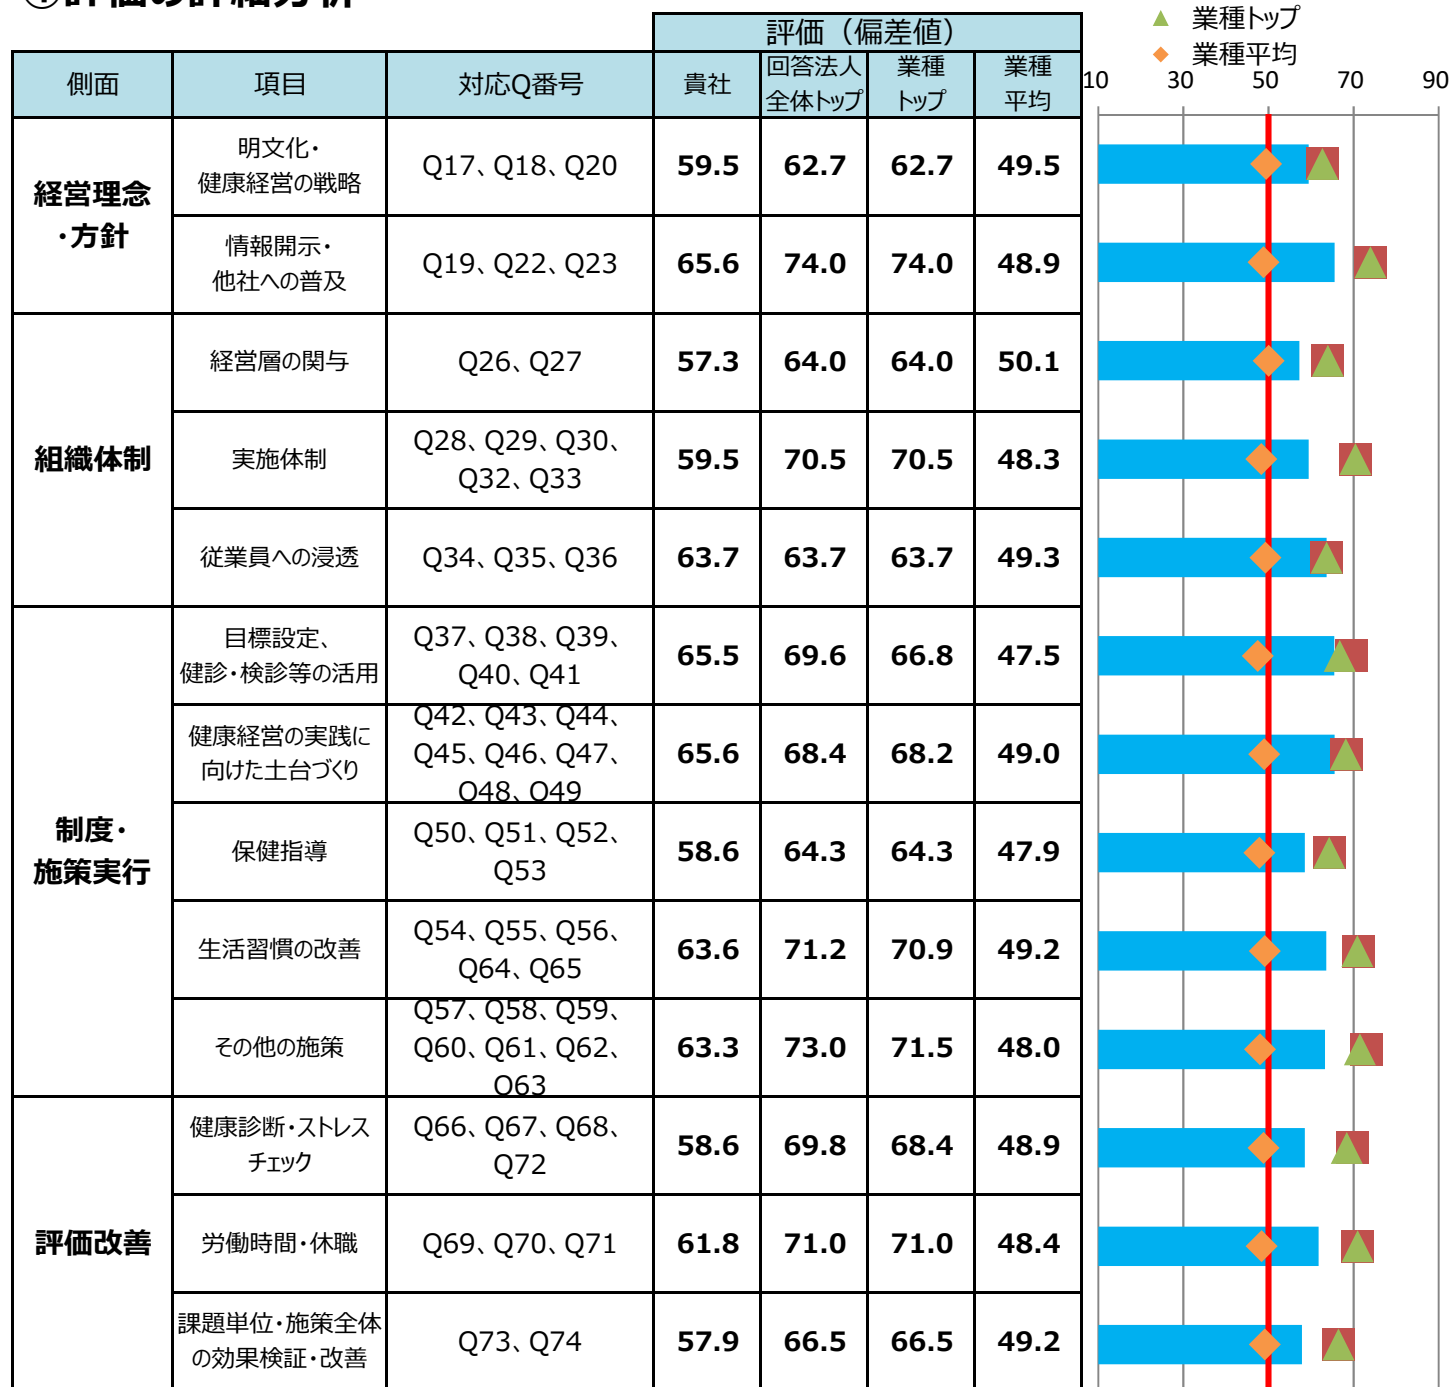 評価(偏差値)
▲ 業種トップ
◆ 業種平均
側面 項目 対応Q番号 貴社 回答法人 業種 業種
全体トップ トップ 平均
10 30 50 70 90
経営理念
・方針
明文化・
健康経営の戦略
Q17、Q18、Q20 59.5 62.7 62.7 49.5
情報開示・
他社への普及
Q19、Q22、Q23 65.6 74.0 74.0 48.9
組織体制
経営層の関与 Q26、Q27 57.3 64.0 64.0 50.1
実施体制
Q28、Q29、Q30、
Q32、Q33
59.5 70.5 70.5 48.3
従業員への浸透 Q34、Q35、Q36 63.7 63.7 63.7 49.3
制度・
施策実行
目標設定、
健診・検診等の活用
Q37、Q38、Q39、
Q40、Q41
65.5 69.6 66.8 47.5
健康経営の実践に
向けた土台づくり
Q42、Q43、Q44、
Q45、Q46、Q47、
Q48、Q49
65.6 68.4 68.2 49.0
保健指導
Q50、Q51、Q52、
Q53
58.6 64.3 64.3 47.9
生活習慣の改善
Q54、Q55、Q56、
Q64、Q65
63.6 71.2 70.9 49.2
その他の施策
Q57、Q58、Q59、
Q60、Q61、Q62、
Q63
63.3 73.0 71.5 48.0
評価改善
健康診断・ストレス
チェック
Q66、Q67、Q68、
Q72
58.6 69.8 68.4 48.9
労働時間・休職 Q69、Q70、Q71 61.8 71.0 71.0 48.4
課題単位・施策全体
の効果検証・改善
Q73、Q74 57.9 66.5 66.5 49.2